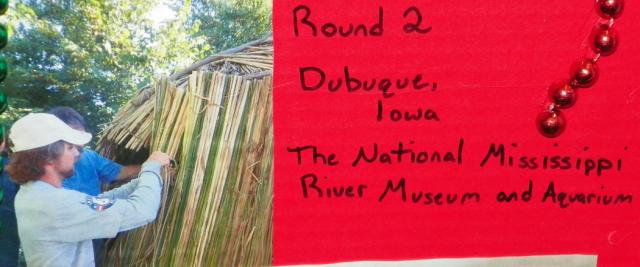 Round 2
Dubuque,
Iowa
The National Mississippi
River Museum and Aquarium